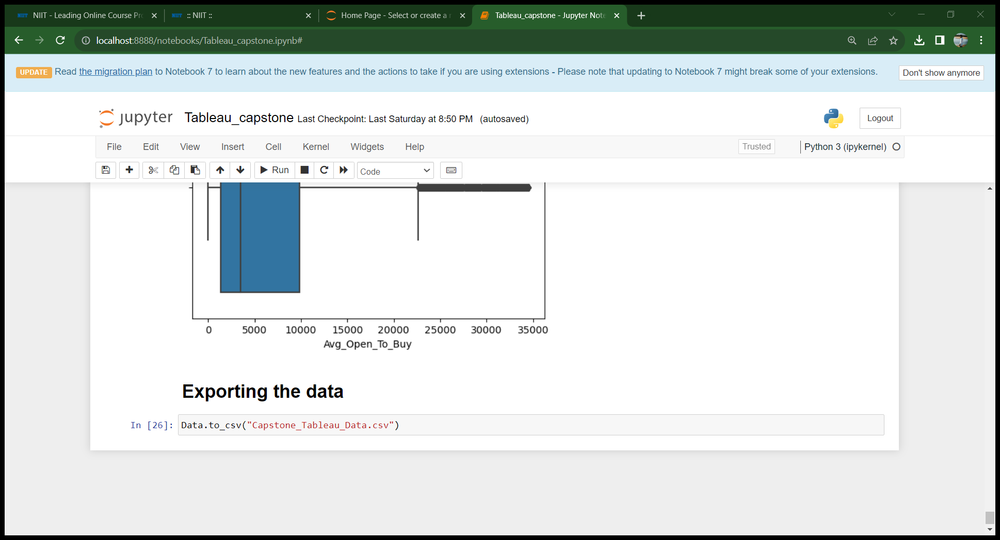 NIIT NIIT - Leading Online Course Pr
NIIT :: NIIT ::
Home Page - Select or create a
Tableau_capstone - Jupyter Note
localhost:8888/notebooks/Tableau_capstone.ipynb#
UPDATE Read the migration plan to Notebook 7 to learn about the new features and the actions to take if you are using extensions - Please note that updating to Notebook 7 might break some of your extensions.
Don't show anymore
jupyter Tableau_capstone Last Checkpoint: Last Saturday at 8:50 PM (autosaved)
Logout
File Edit View Insert Cell Kernel Widgets Help
Trusted
Python 3 (ipykernel)
Run
Code
0 5000 10000 15000 20000 25000 30000 35000
Avg_Open_To_Buy
Exporting the data
In [26]: Data.to_csv("Capstone_Tableau_Data.csv")